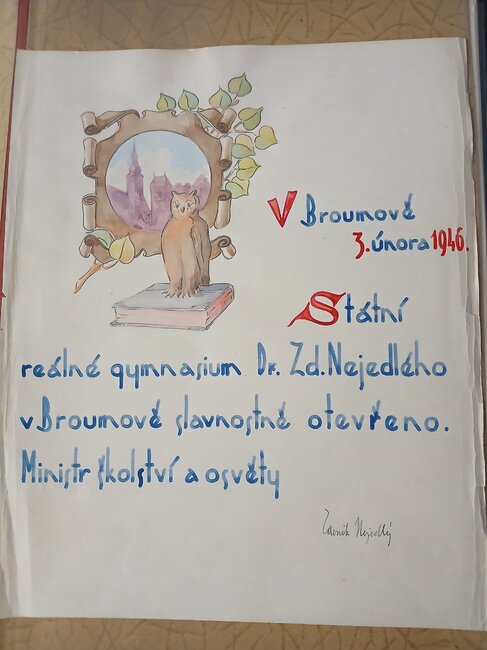 V Broumově
3. února 1946.
Státní
reálné gymnasium Dr. Zd. Nejedlého
v Broumově slavnostně otevřeno.
Ministr školství a osvěty
Zdeněk Nejedlý